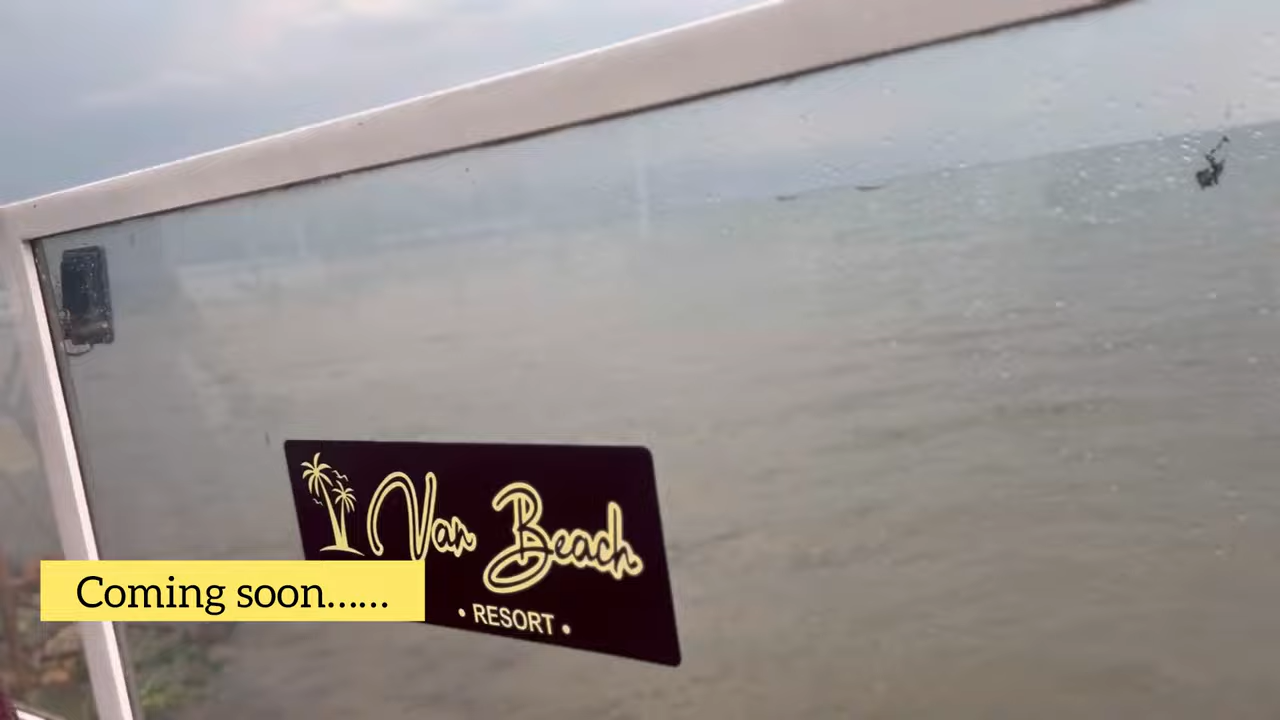 Van Beach
• RESORT •
Coming soon......